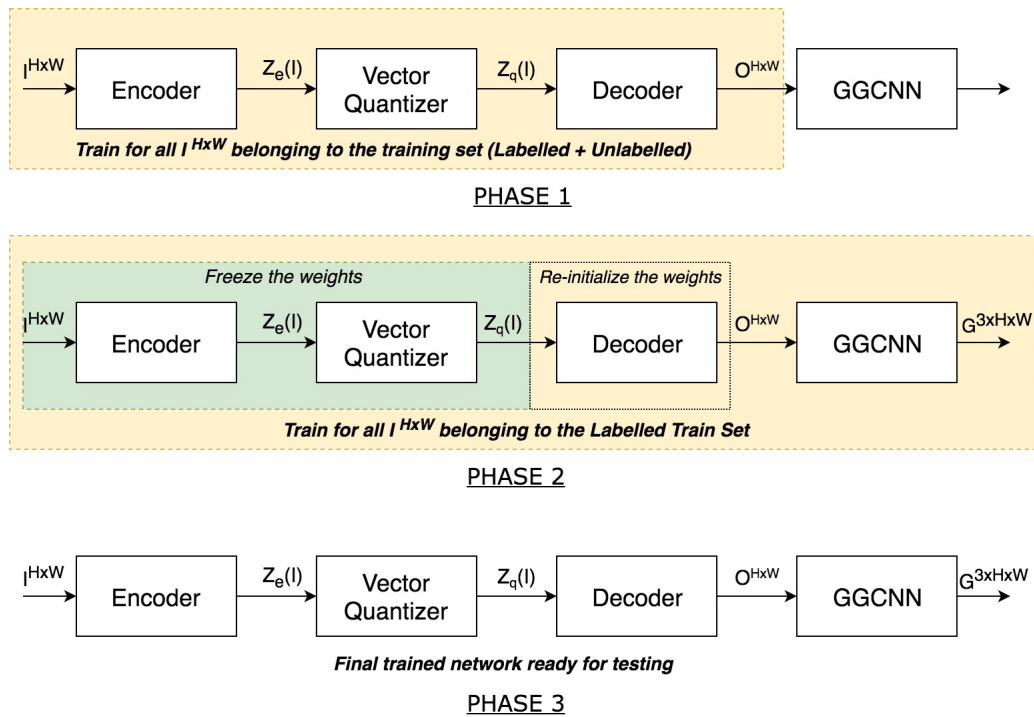 I^HxW
Z_e(I)
Z_q(I)
O^HxW
Encoder
Vector
Quantizer
Decoder
GGCNN
Train for all I^HxW belonging to the training set (Labelled + Unlabelled)
PHASE 1
Freeze the weights
Re-initialize the weights
I^HxW
Z_e(I)
Z_q(I)
O^HxW
G^3xHxW
Encoder
Vector
Quantizer
Decoder
GGCNN
Train for all I^HxW belonging to the Labelled Train Set
PHASE 2
I^HxW
Z_e(I)
Z_q(I)
O^HxW
G^3xHxW
Encoder
Vector
Quantizer
Decoder
GGCNN
Final trained network ready for testing
PHASE 3